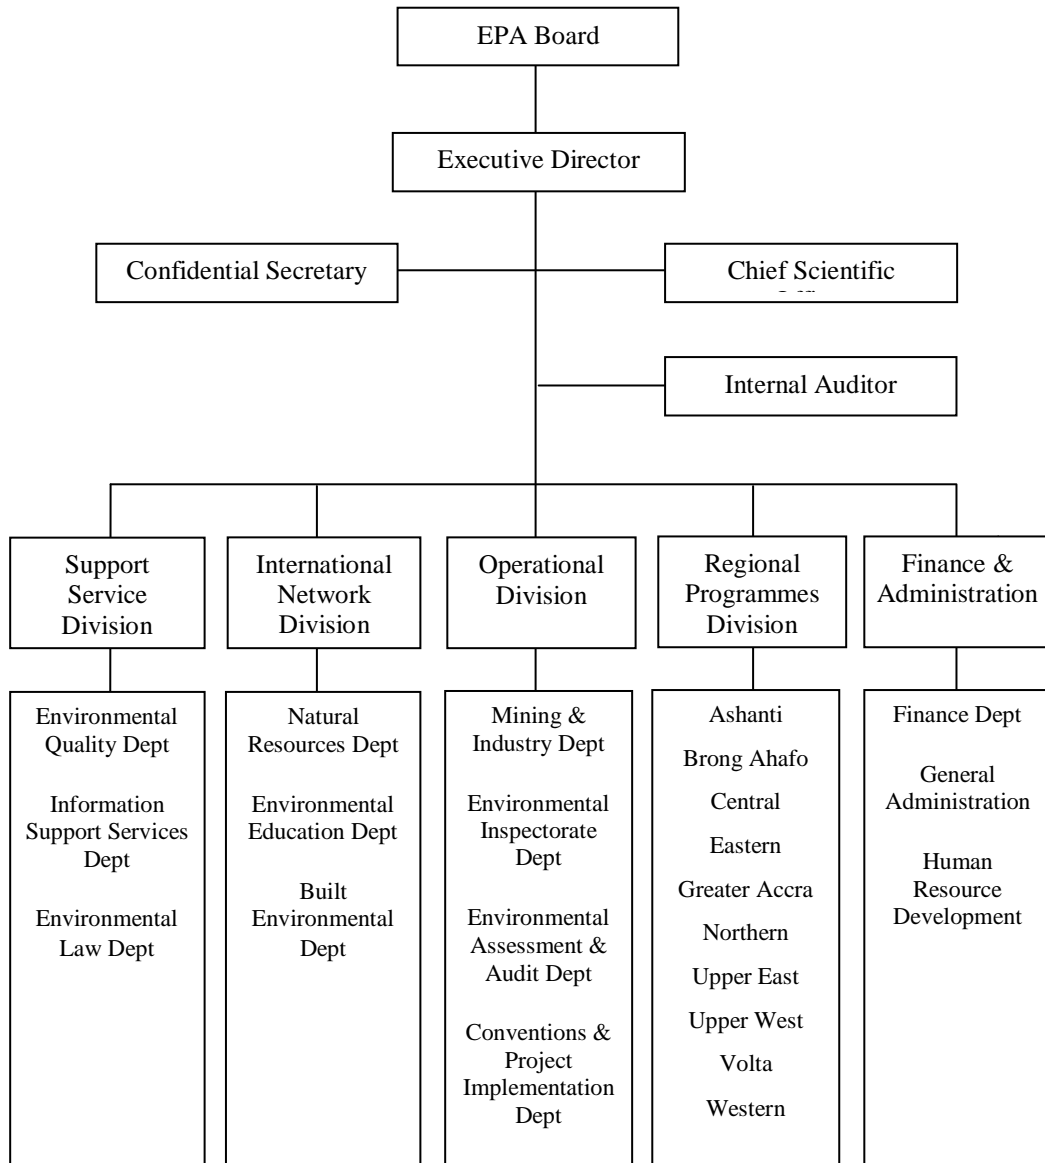 EPA Board
Executive Director
Confidential Secretary
Chief Scientific
Internal Auditor
Support
Service
Division
International
Network
Division
Operational
Division
Regional
Programmes
Division
Finance &
Administration
Environmental
Quality Dept
Information
Support Services
Dept
Environmental
Law Dept
Natural
Resources Dept
Environmental
Education Dept
Built
Environmental
Dept
Mining &
Industry Dept
Environmental
Inspectorate
Dept
Environmental
Assessment &
Audit Dept
Conventions &
Project
Implementation
Dept
Ashanti
Brong Ahafo
Central
Eastern
Greater Accra
Northern
Upper East
Upper West
Volta
Western
Finance Dept
General
Administration
Human
Resource
Development